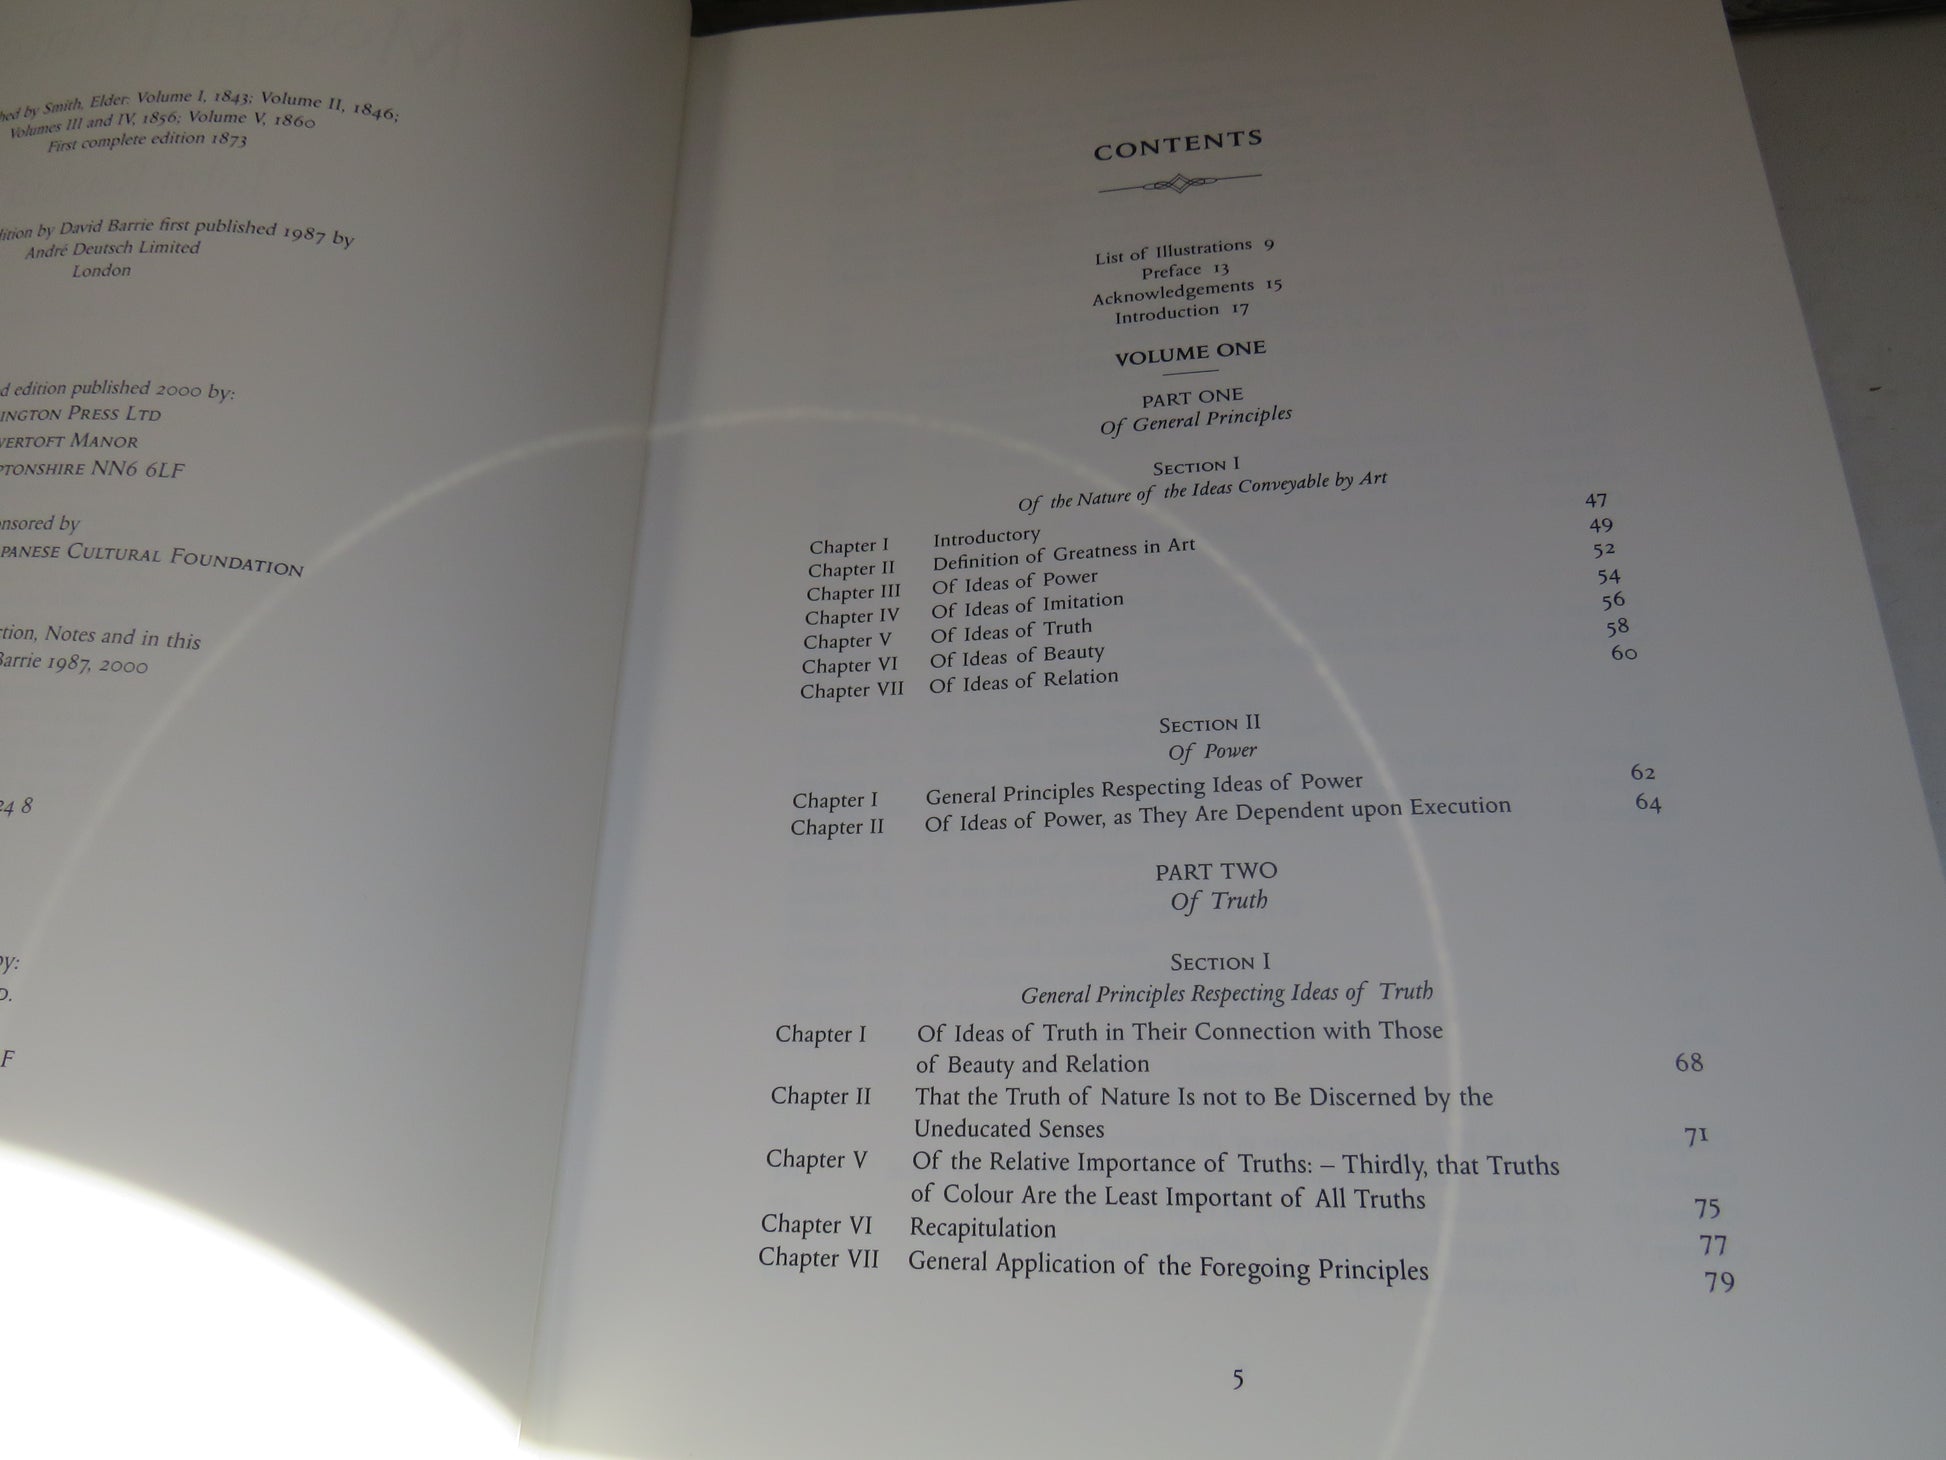 by Smith, Elder: Volume I, 1843; Volume II, 1846;
Volumes III and IV, 1856; Volume V, 1860
First complete edition 1873
by David Barrie first published 1987 by
André Deutsch Limited
London
edition published 2000 by:
Press Ltd
Manor
NN6 6LF
by
Cultural Foundation
Notes and in this
Barrie 1987, 2000
8
by:
F
CONTENTS
List of Illustrations 9
Preface 13
Acknowledgements 15
Introduction 17
VOLUME ONE
PART ONE
Of General Principles
Section I
Of the Nature of the Ideas Conveyable by Art
Chapter I Introductory 47
Chapter II Definition of Greatness in Art 49
Chapter III Of Ideas of Power 52
Chapter IV Of Ideas of Imitation 54
Chapter V Of Ideas of Truth 56
Chapter VI Of Ideas of Beauty 58
Chapter VII Of Ideas of Relation 60
Section II
Of Power
Chapter I General Principles Respecting Ideas of Power 62
Chapter II Of Ideas of Power, as They Are Dependent upon Execution 64
PART TWO
Of Truth
Section I
General Principles Respecting Ideas of Truth
Chapter I Of Ideas of Truth in Their Connection with Those
of Beauty and Relation 68
Chapter II That the Truth of Nature Is not to Be Discerned by the
Uneducated Senses 71
Chapter V Of the Relative Importance of Truths: – Thirdly, that Truths
of Colour Are the Least Important of All Truths 75
Chapter VI Recapitulation 77
Chapter VII General Application of the Foregoing Principles 79
5